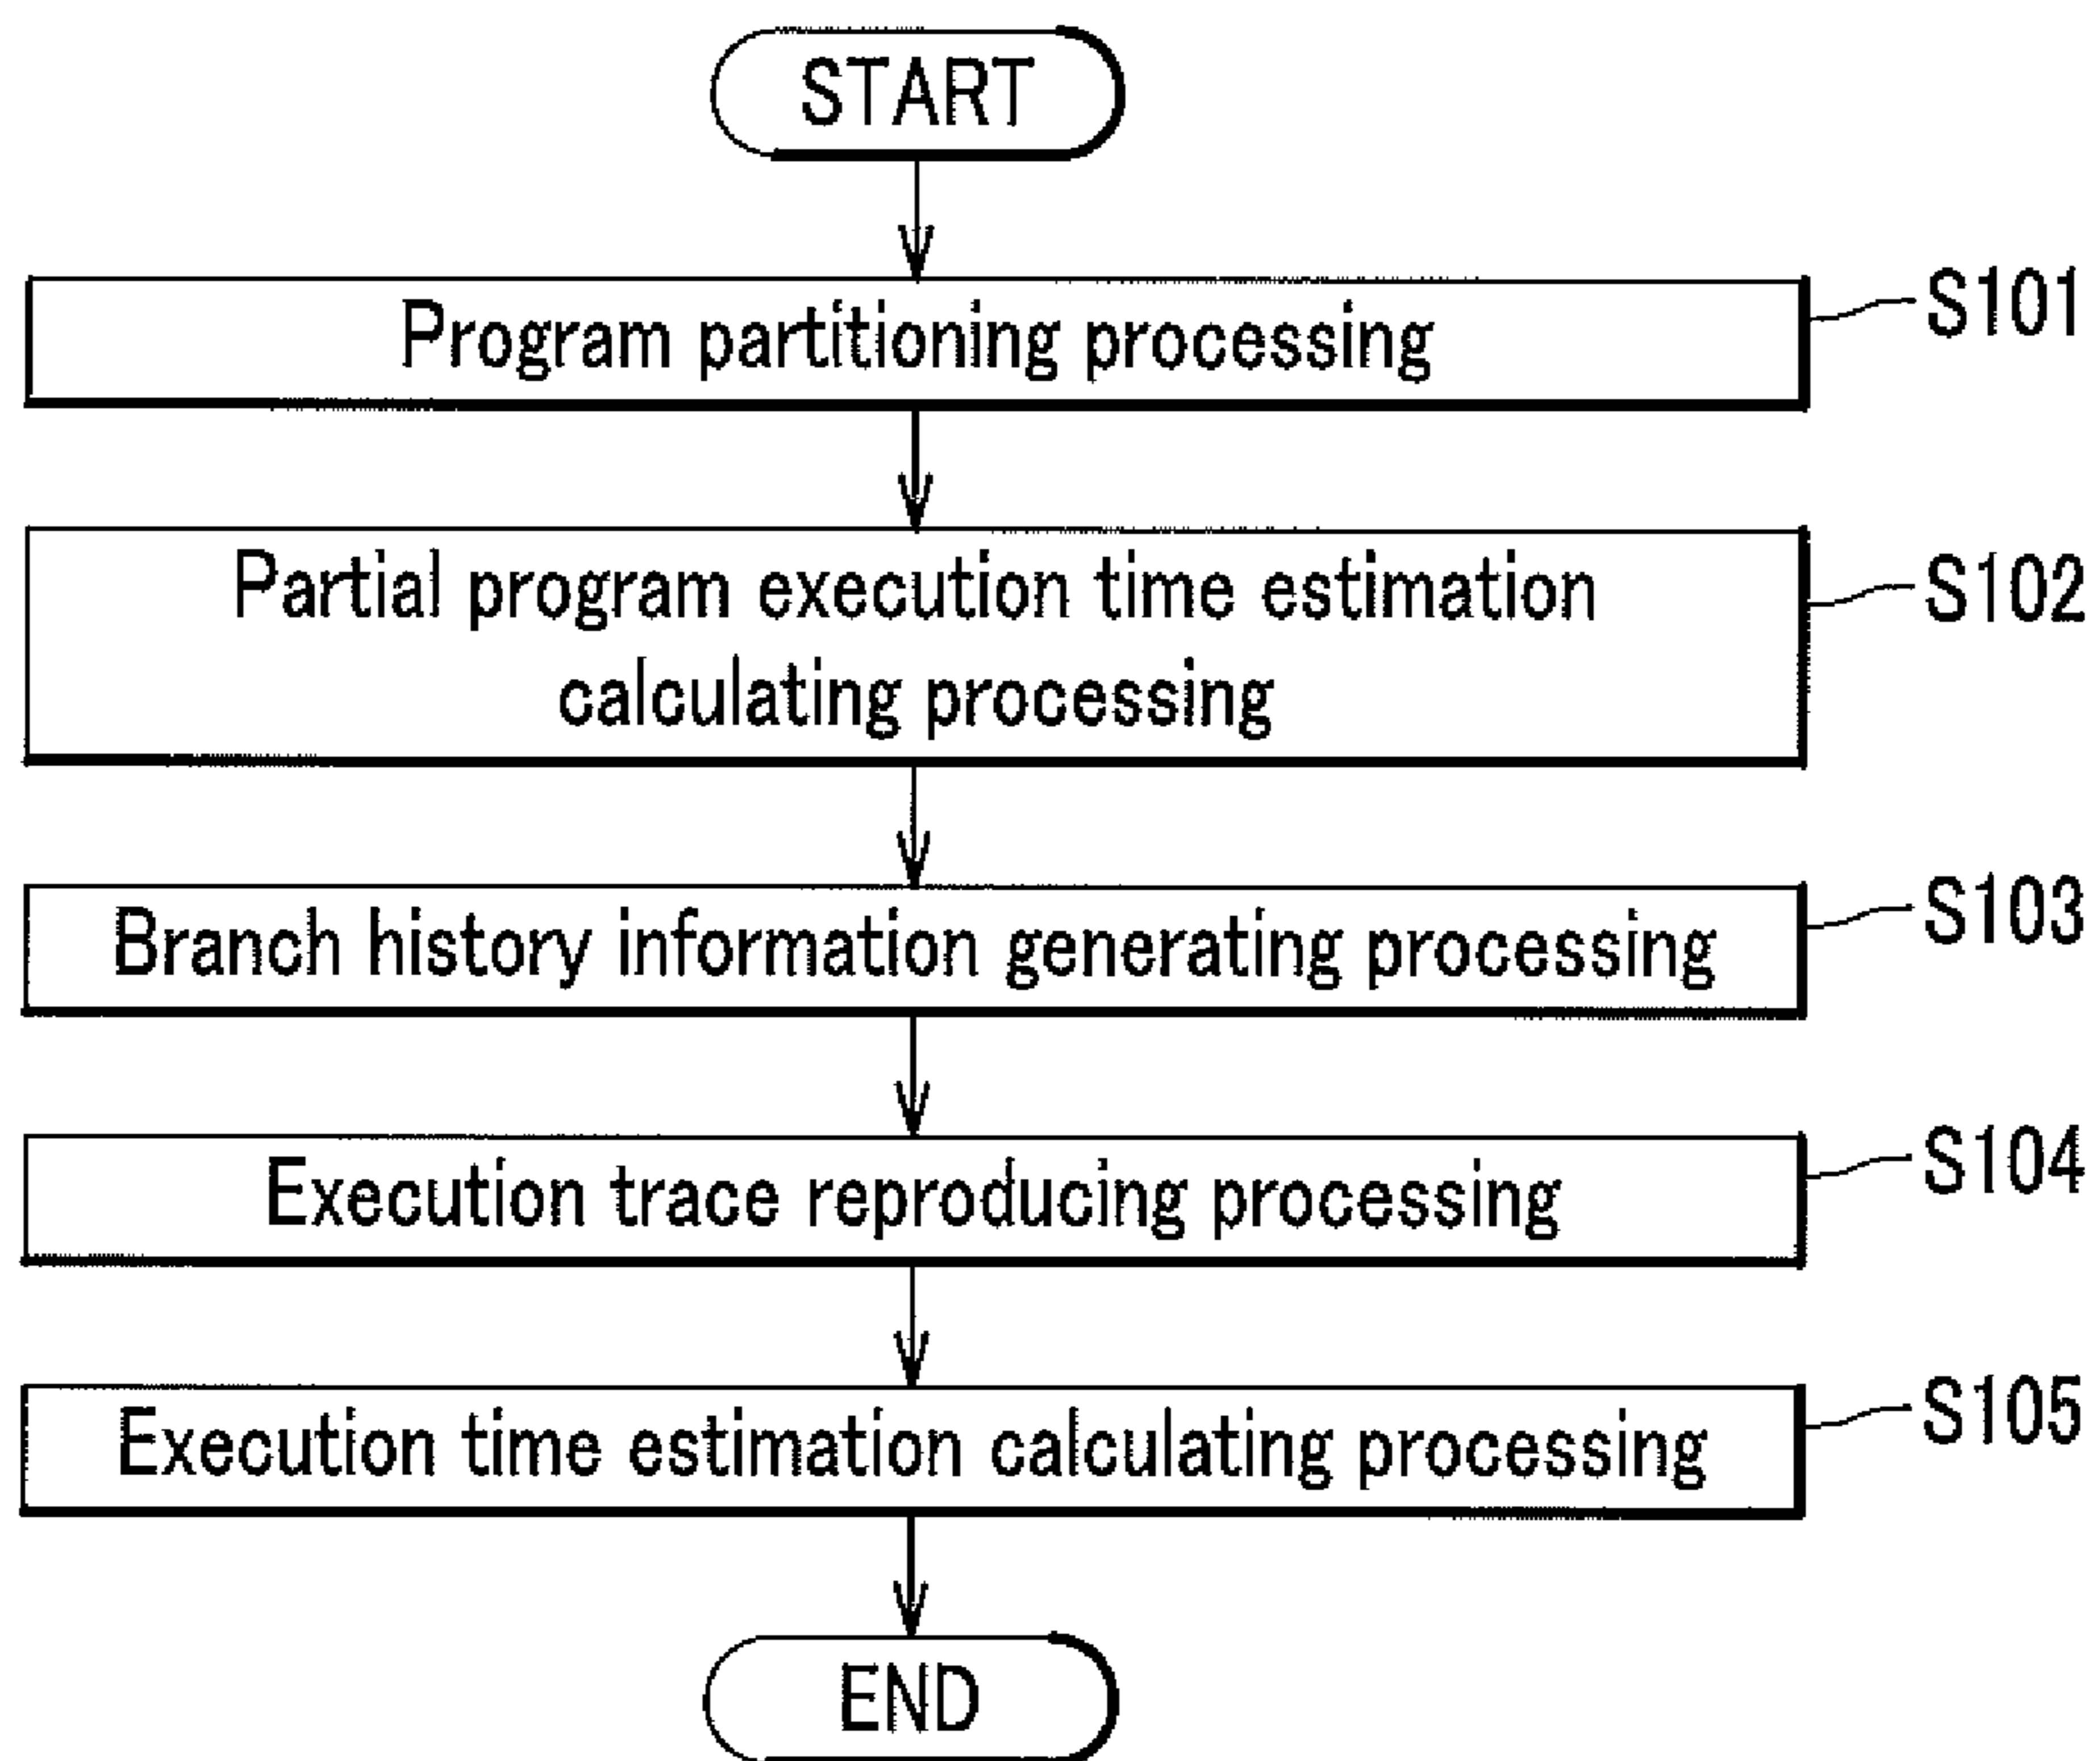 START
Program partitioning processing
S101
Partial program execution time estimation
calculating processing
S102
Branch history information generating processing
S103
Execution trace reproducing processing
S104
Execution time estimation calculating processing
S105
END